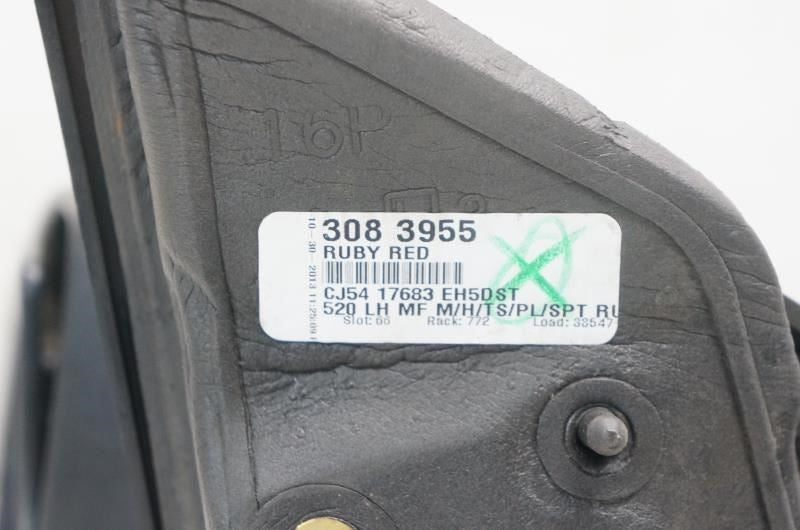 16P
308 3955
RUBY RED
CJ54 17683 EH5DST
520 LH MF M/H/TS/PL/SPT RU
Slot: 66 Rack: 772 Load: 38547
10-30-2013 11:25:09